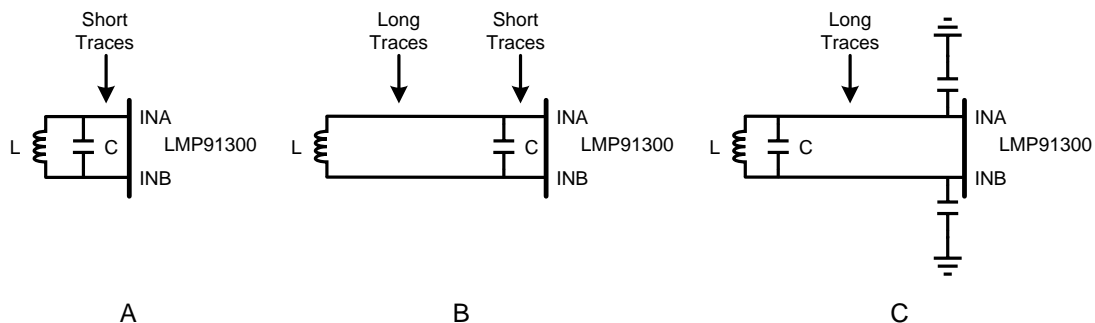 Short
Traces
Long
Traces
Short
Traces
Long
Traces
INA
INA
INA
L
C
LMP91300
L
C
LMP91300
L
C
LMP91300
INB
INB
INB
A
B
C